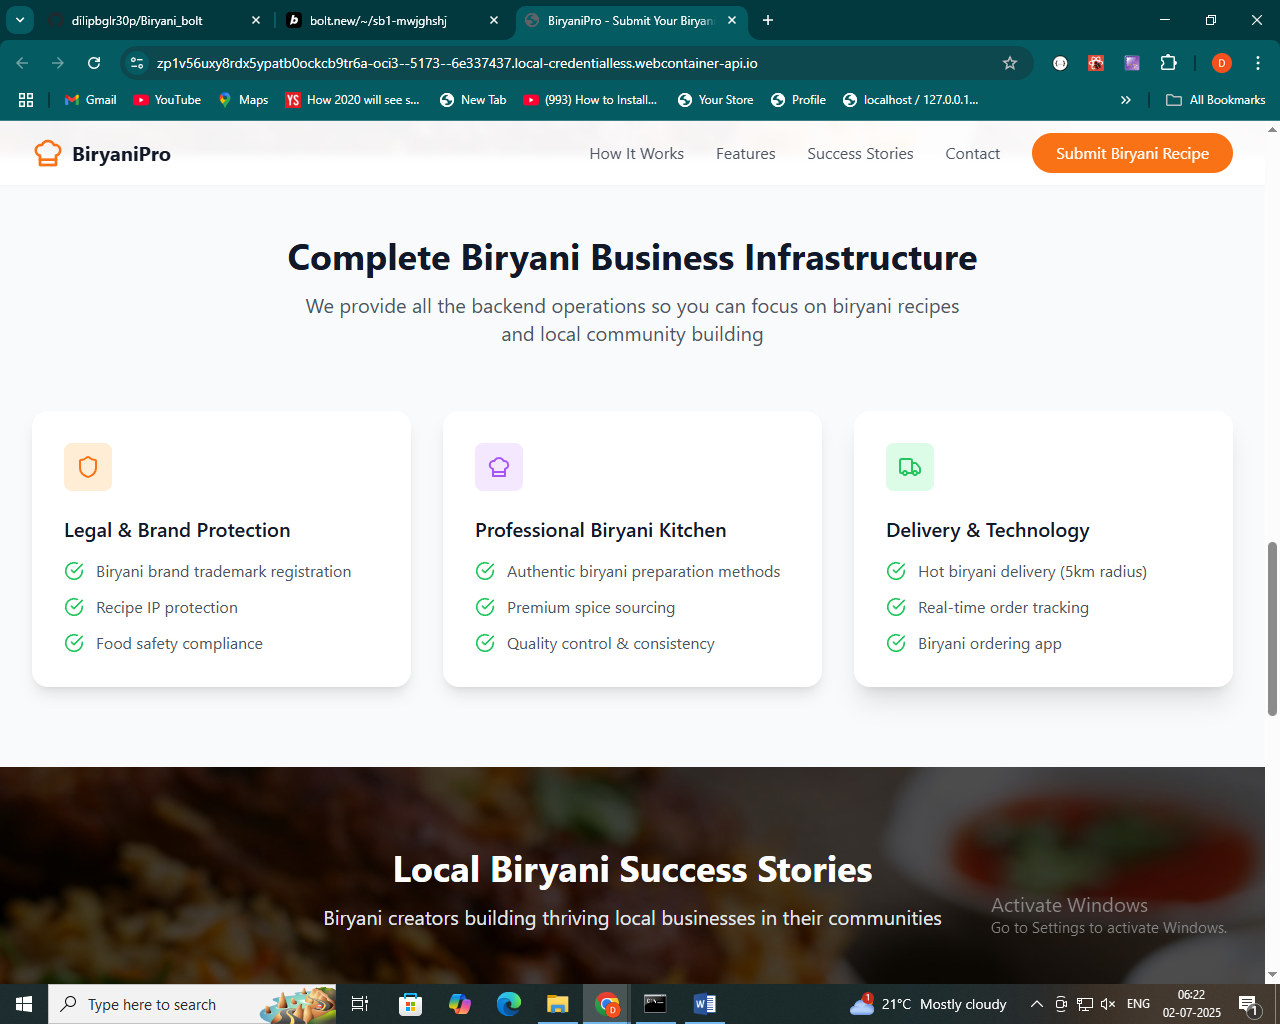 dilipbglr30p/Biryani_bolt
bolt.new/~/sb1-mwjghshj
BiryaniPro - Submit Your Biryan
zp1v56uxy8rdx5ypatb0ockcb9tr6a-oci3--5173--6e337437.local-credentialless.webcontainer-api.io
D
Gmail
YouTube
Maps
YS
How 2020 will see s...
New Tab
(993) How to Install...
Your Store
Profile
localhost / 127.0.0.1...
All Bookmarks
BiryaniPro
How It Works
Features
Success Stories
Contact
Submit Biryani Recipe
Complete Biryani Business Infrastructure
We provide all the backend operations so you can focus on biryani recipes
and local community building
Legal & Brand Protection
Biryani brand trademark registration
Recipe IP protection
Food safety compliance
Professional Biryani Kitchen
Authentic biryani preparation methods
Premium spice sourcing
Quality control & consistency
Delivery & Technology
Hot biryani delivery (5km radius)
Real-time order tracking
Biryani ordering app
Local Biryani Success Stories
Biryani creators building thriving local businesses in their communities
Activate Windows
Go to Settings to activate Windows.
Type here to search
D
1
21°C Mostly cloudy
ENG
06:22
02-07-2025
1